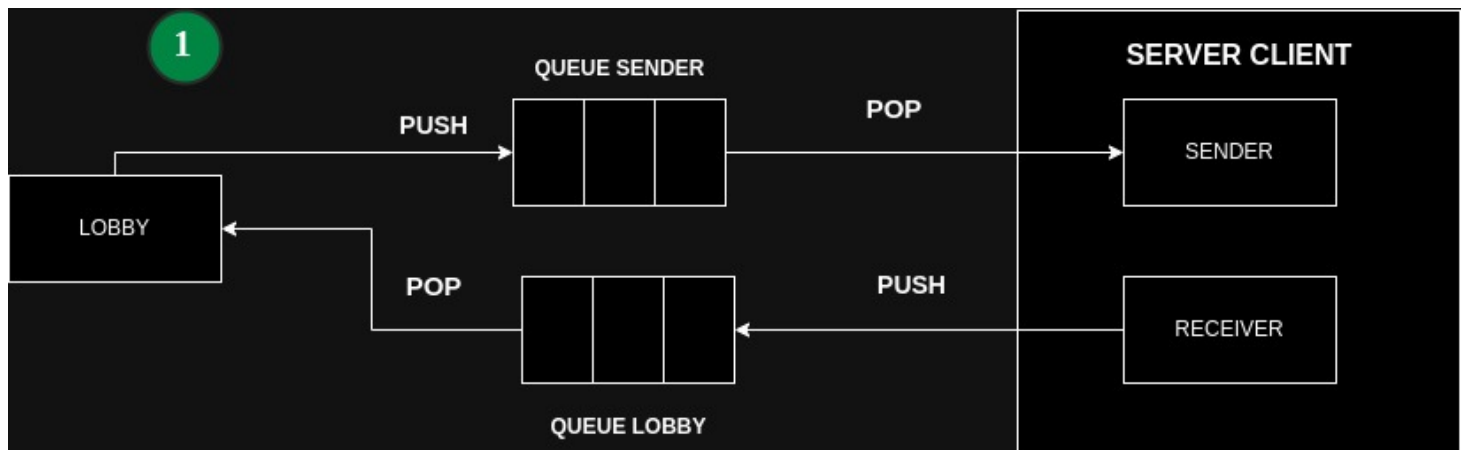 1
SERVER CLIENT
QUEUE SENDER
POP
PUSH
SENDER
LOBBY
POP
PUSH
RECEIVER
QUEUE LOBBY